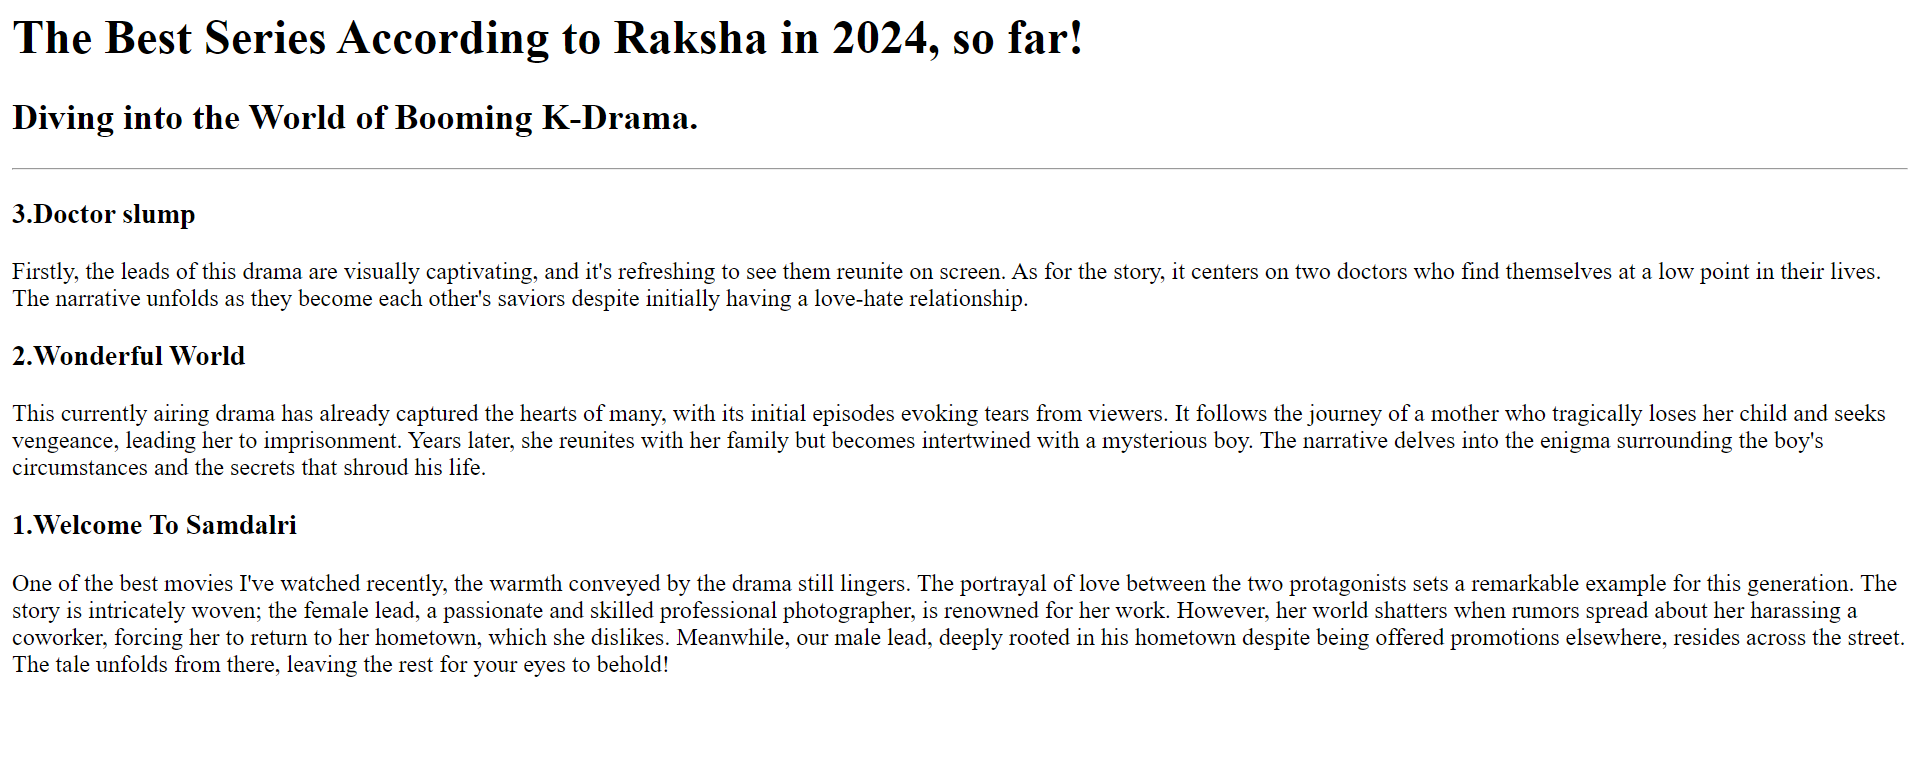 The Best Series According to Raksha in 2024, so far!
Diving into the World of Booming K-Drama.
3.Doctor slump
Firstly, the leads of this drama are visually captivating, and it's refreshing to see them reunite on screen. As for the story, it centers on two doctors who find themselves at a low point in their lives.
The narrative unfolds as they become each other's saviors despite initially having a love-hate relationship.
2.Wonderful World
This currently airing drama has already captured the hearts of many, with its initial episodes evoking tears from viewers. It follows the journey of a mother who tragically loses her child and seeks
vengeance, leading her to imprisonment. Years later, she reunites with her family but becomes intertwined with a mysterious boy. The narrative delves into the enigma surrounding the boy's
circumstances and the secrets that shroud his life.
1.Welcome To Samdalri
One of the best movies I've watched recently, the warmth conveyed by the drama still lingers. The portrayal of love between the two protagonists sets a remarkable example for this generation. The
story is intricately woven; the female lead, a passionate and skilled professional photographer, is renowned for her work. However, her world shatters when rumors spread about her harassing a
coworker, forcing her to return to her hometown, which she dislikes. Meanwhile, our male lead, deeply rooted in his hometown despite being offered promotions elsewhere, resides across the street.
The tale unfolds from there, leaving the rest for your eyes to behold!